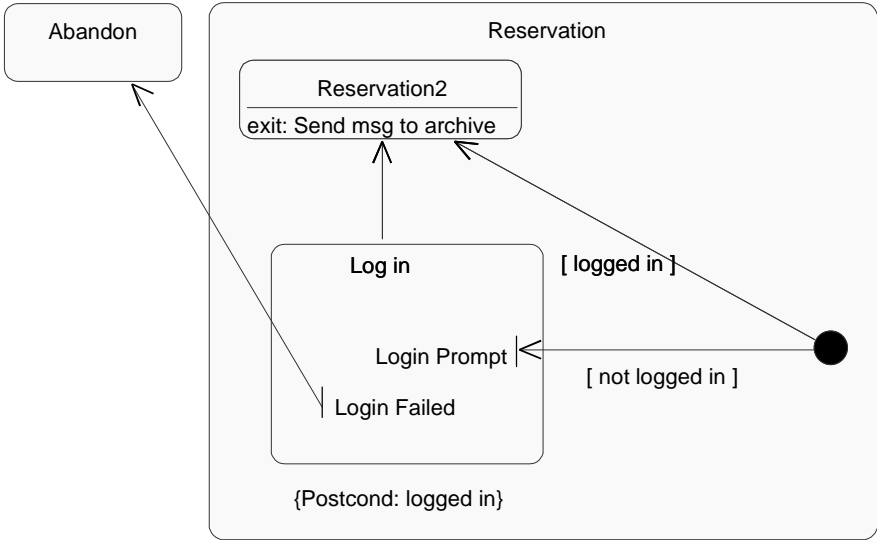 Abandon
Reservation
Reservation2
exit: Send msg to archive
Log in
[ logged in ]
Login Prompt
[ not logged in ]
Login Failed
{Postcond: logged in}